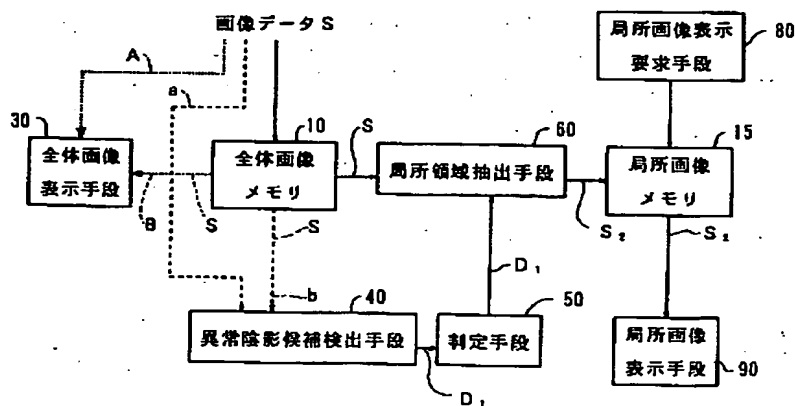 画像データS
A
a
30
全体画像
表示手段
B
S
10
全体画像
メモリ
S
S
b
60
局所領域抽出手段
S₂
D₁
局所画像表示
要求手段
80
15
局所画像
メモリ
S₂
40
異常陰影候補検出手段
D₁
50
判定手段
局所画像
表示手段
90